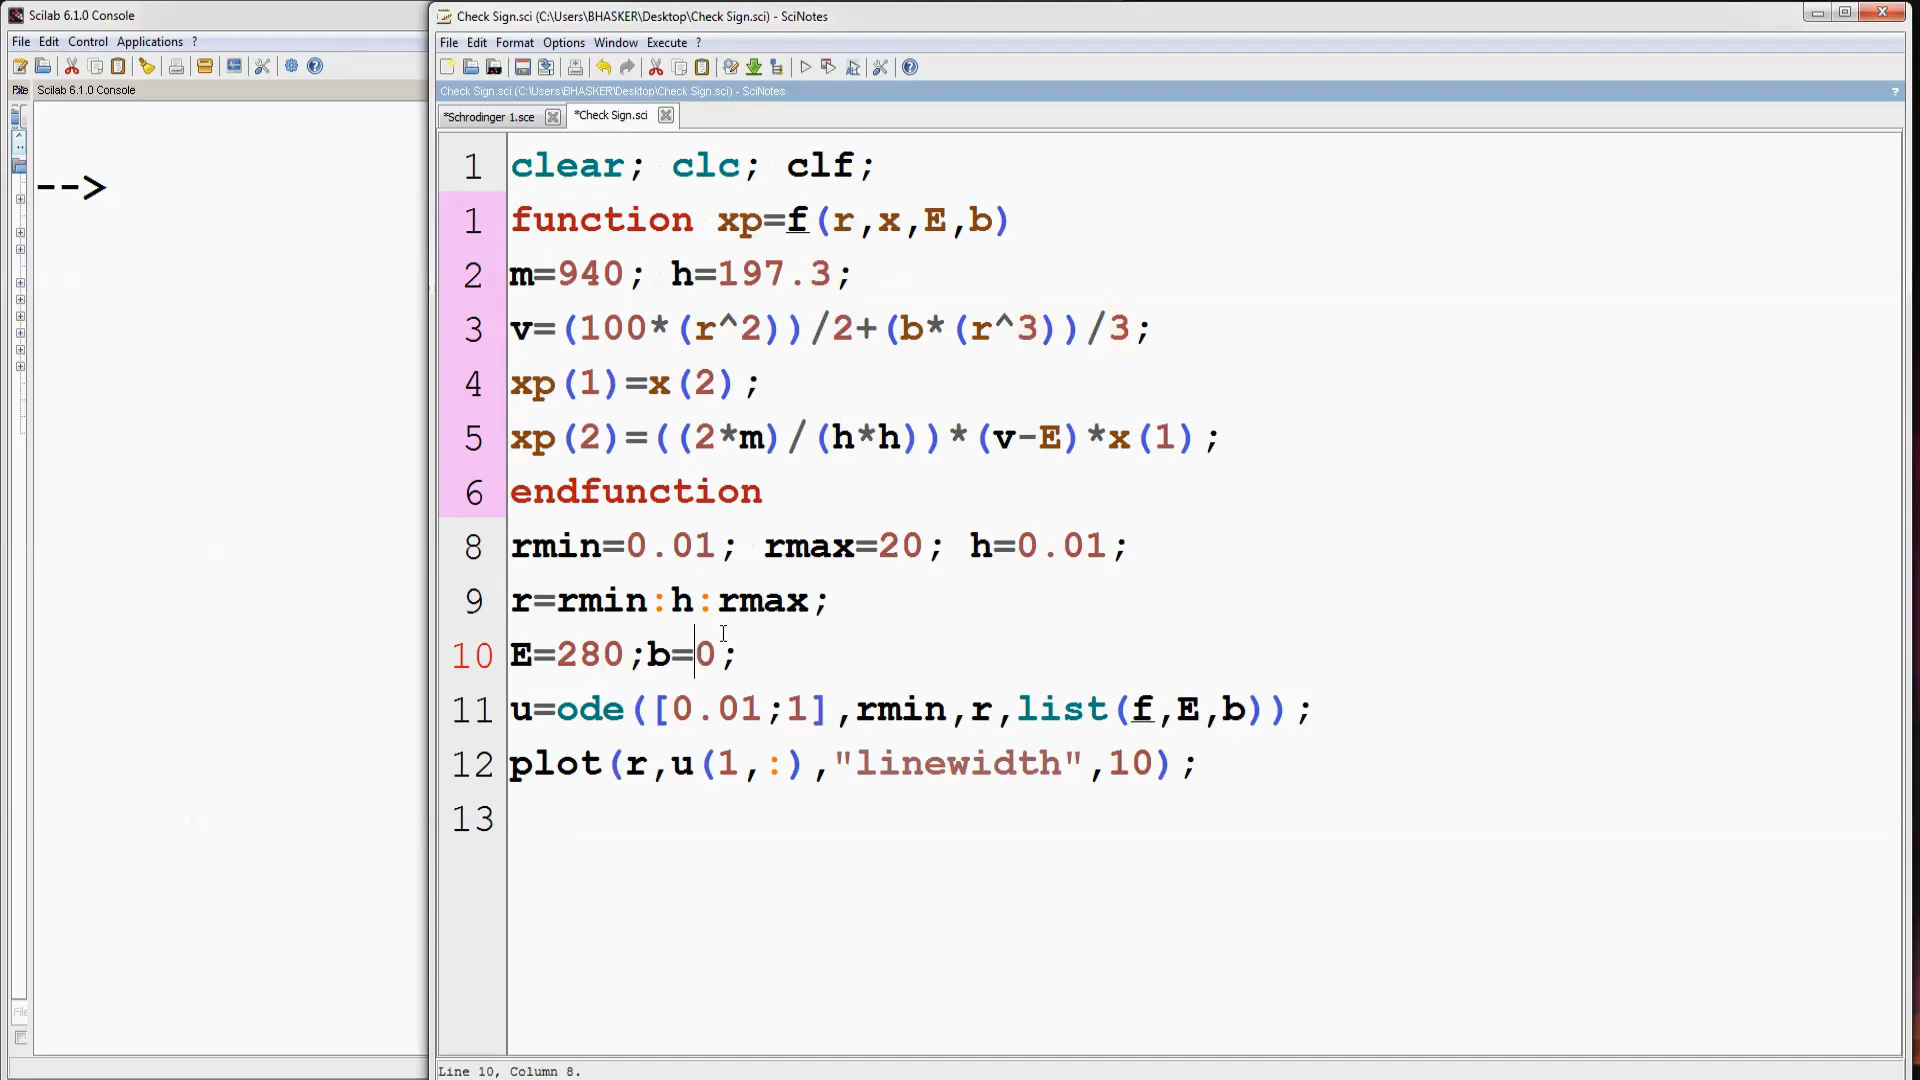 Scilab 6.1.0 Console
File Edit Control Applications ?
Scilab 6.1.0 Console
-->
Check Sign.sci (C:\Users\BHASKER\Desktop\Check Sign.sci) - SciNotes
File Edit Format Options Window Execute ?
Check Sign.sci (C:\Users\BHASKER\Desktop\Check Sign.sci) - SciNotes
?
*Schrodinger 1.sce *Check Sign.sci
1 clear; clc; clf;
1 function xp=f(r,x,E,b)
2 m=940; h=197.3;
3 v=(100*(r^2))/2+(b*(r^3))/3;
4 xp(1)=x(2);
5 xp(2)=((2*m)/(h*h))*(v-E)*x(1);
6 endfunction
8 rmin=0.01; rmax=20; h=0.01;
9 r=rmin:h:rmax;
10 E=280;b=0;
11 u=ode([0.01;1],rmin,r,list(f,E,b));
12 plot(r,u(1,:),"linewidth",10);
13
Line 10, Column 8.